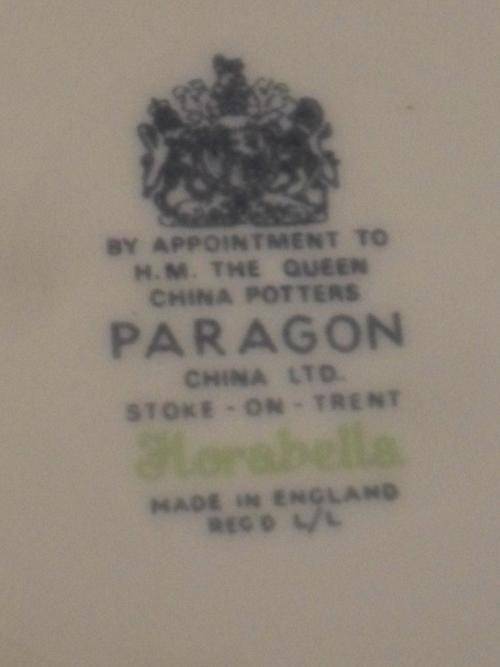 BY APPOINTMENT TO
H.M. THE QUEEN
CHINA POTTERS
PARAGON
CHINA LTD.
STOKE - ON - TRENT
Florabella
MADE IN ENGLAND
REG'D L/L